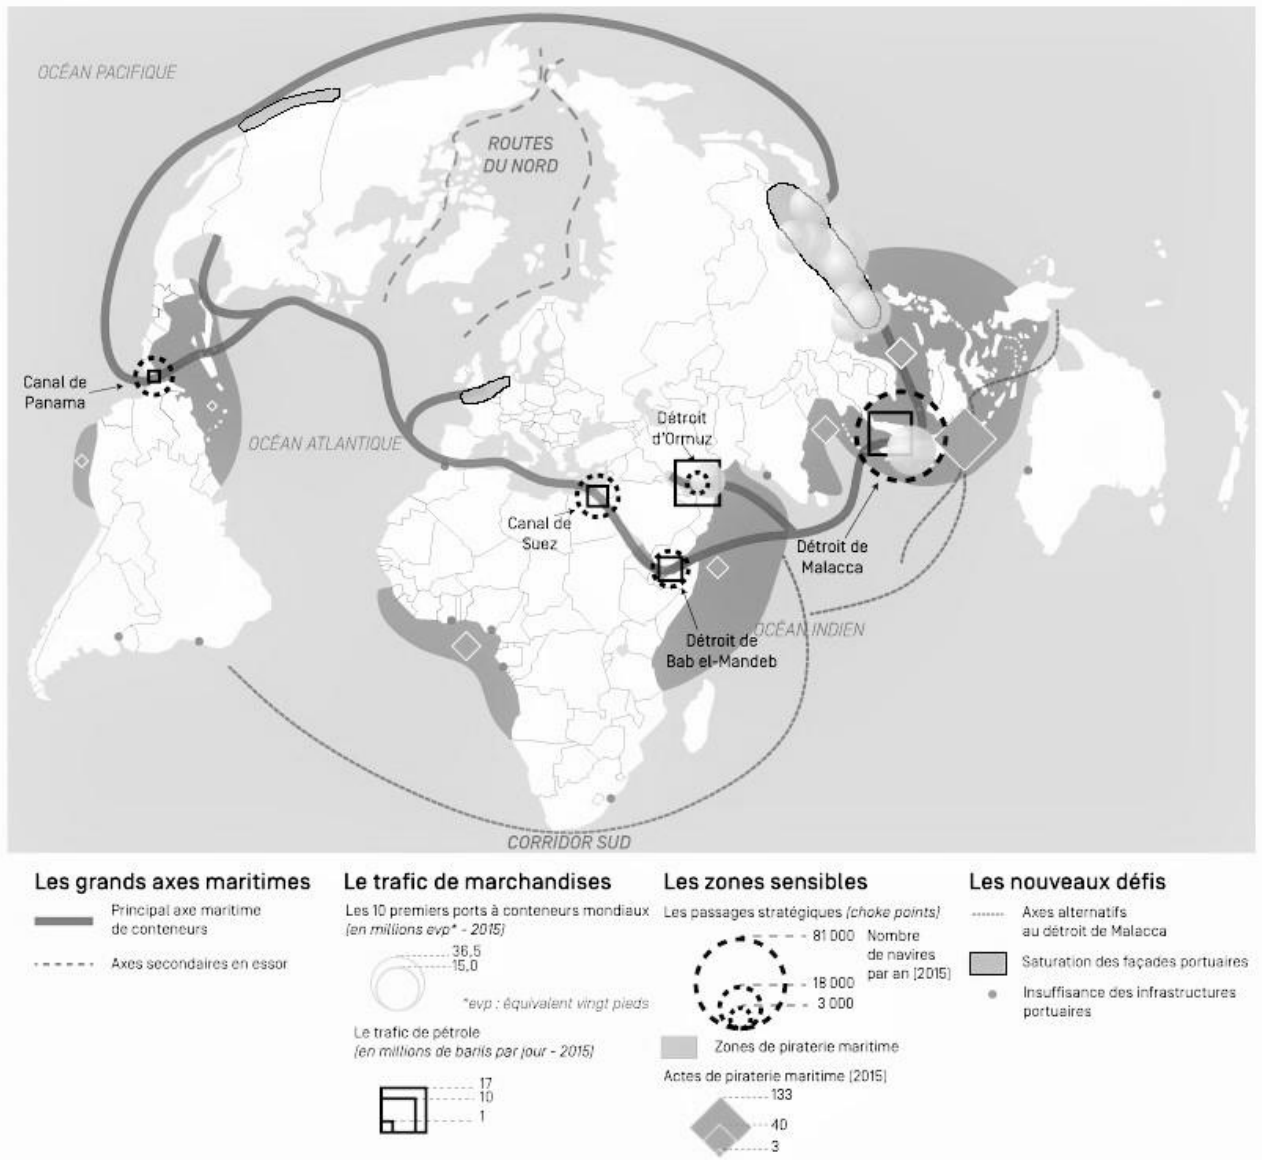 OCÉAN PACIFIQUE
ROUTES
DU NORD
Canal de
Panama
OCÉAN ATLANTIQUE
Détroit
d'Ormuz
Canal de
Suez
Détroit de
Malacca
OCÉAN INDIEN
Détroit de
Bab el-Mandeb
CORRIDOR SUD
Les grands axes maritimes
Principal axe maritime
de conteneurs
Axes secondaires en essor
Le trafic de marchandises
Les 10 premiers ports à conteneurs mondiaux
(en millions evp* - 2015)
36,5
15,0
*evp : équivalent vingt pieds
Le trafic de pétrole
(en millions de barils par jour - 2015)
17
10
1
Les zones sensibles
Les passages stratégiques (choke points)
81 000 Nombre
de navires
par an (2015)
18 000
3 000
Zones de piraterie maritime
Actes de piraterie maritime (2015)
133
40
3
Les nouveaux défis
Axes alternatifs
au détroit de Malacca
Saturation des façades portuaires
Insuffisance des infrastructures
portuaires